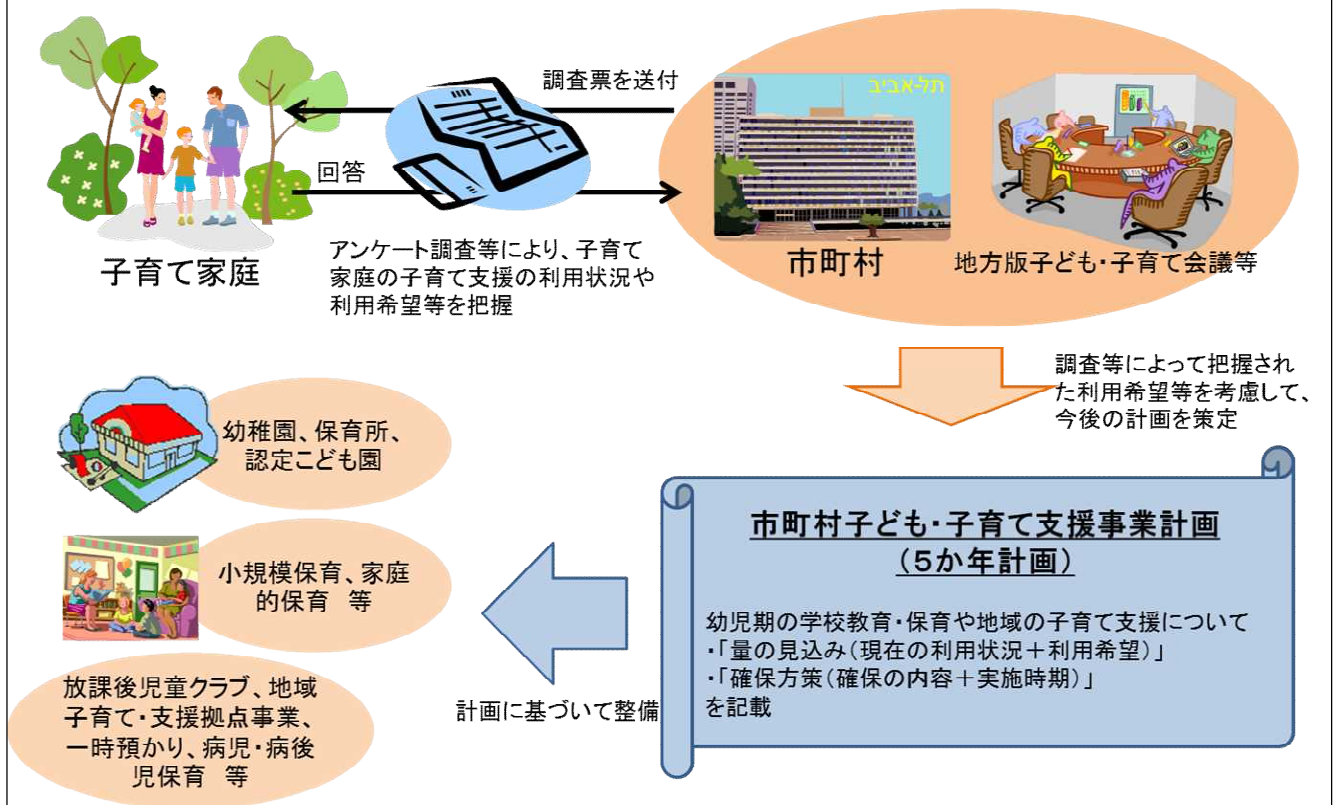 調査票を送付
תל-אביב
回答
子育て家庭
アンケート調査等により、子育て
家庭の子育て支援の利用状況や
利用希望等を把握
市町村
地方版子ども・子育て会議等
調査等によって把握され
た利用希望等を考慮して、
今後の計画を策定
幼稚園、保育所、
認定こども園
小規模保育、家庭
的保育 等
放課後児童クラブ、地域
子育て・支援拠点事業、
一時預かり、病児・病後
児保育 等
計画に基づいて整備
市町村子ども・子育て支援事業計画
(5か年計画)
幼児期の学校教育・保育や地域の子育て支援について
・「量の見込み(現在の利用状況+利用希望)」
・「確保方策(確保の内容+実施時期)」
を記載